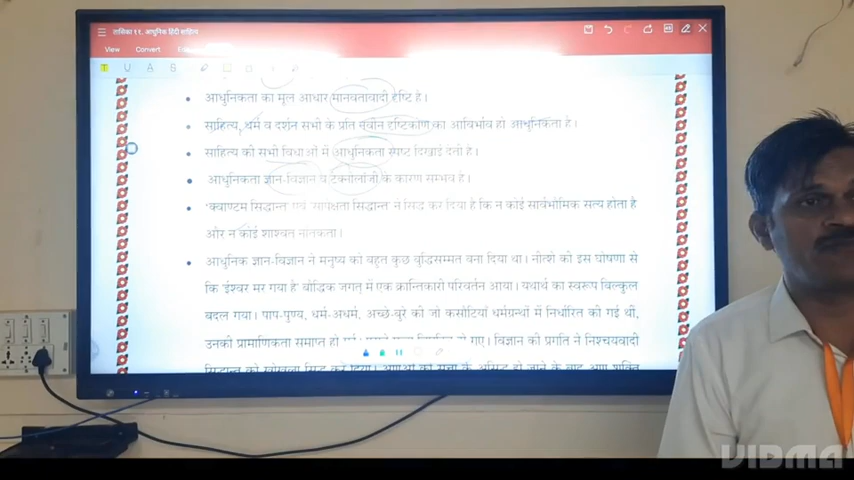 तासिका ११, आधुनिक हिंदी साहित्य
View Convert
आधुनिकता का मूल आधार मानवतावादी दृष्टि है।
साहित्य, धर्म व दर्शन सभी के प्रति नवीन दृष्टिकोण का आविर्भाव ही आधुनिकता है।
साहित्य की सभी विधाओं में आधुनिकता स्पष्ट दिखाई देती है।
आधुनिकता ज्ञान-विज्ञान व टेक्नोलॉजी के कारण सम्भव है।
'क्वाण्टम सिद्धान्त' एवं 'सापेक्षता सिद्धान्त' ने सिद्ध कर दिया है कि न कोई सार्वभौमिक सत्य होता है
और न कोई शाश्वत नैतिकता।
आधुनिक ज्ञान-विज्ञान ने मनुष्य को बहुत कुछ बुद्धिसम्मत बना दिया था। नीत्शे की इस घोषणा से
कि 'ईश्वर मर गया है' बौद्धिक जगत् में एक क्रान्तिकारी परिवर्तन आया। यथार्थ का स्वरूप बिल्कुल
बदल गया। पाप-पुण्य, धर्म-अधर्म, अच्छे-बुरे की जो कसौटियाँ धर्मग्रन्थों में निर्धारित की गई थीं,
उनकी प्रामाणिकता समाप्त हो गए। विज्ञान की प्रगति ने निश्चयवादी
सिद्धान्त को खोखला सिद्ध कर दिया। के बाद
VIDMA